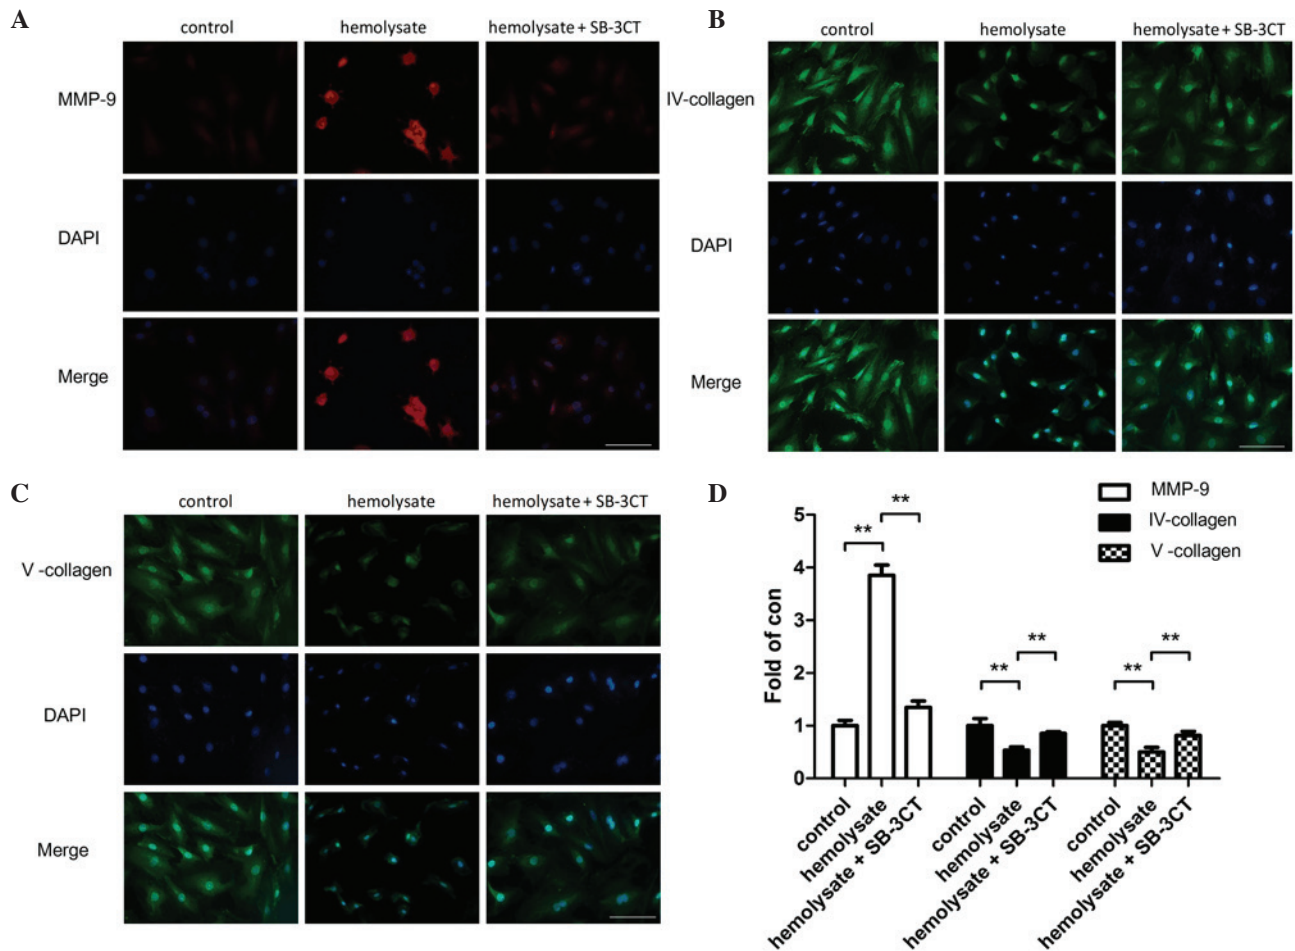 A
control hemolysate hemolysate + SB-3CT
MMP-9
DAPI
Merge
B
control hemolysate hemolysate + SB-3CT
IV-collagen
DAPI
Merge
C
control hemolysate hemolysate + SB-3CT
V -collagen
DAPI
Merge
D
MMP-9
IV-collagen
V -collagen
Fold of con
5
4
3
2
1
0
** **
** **
** **
control
hemolysate
hemolysate + SB-3CT
control
hemolysate
hemolysate + SB-3CT
control
hemolysate
hemolysate + SB-3CT